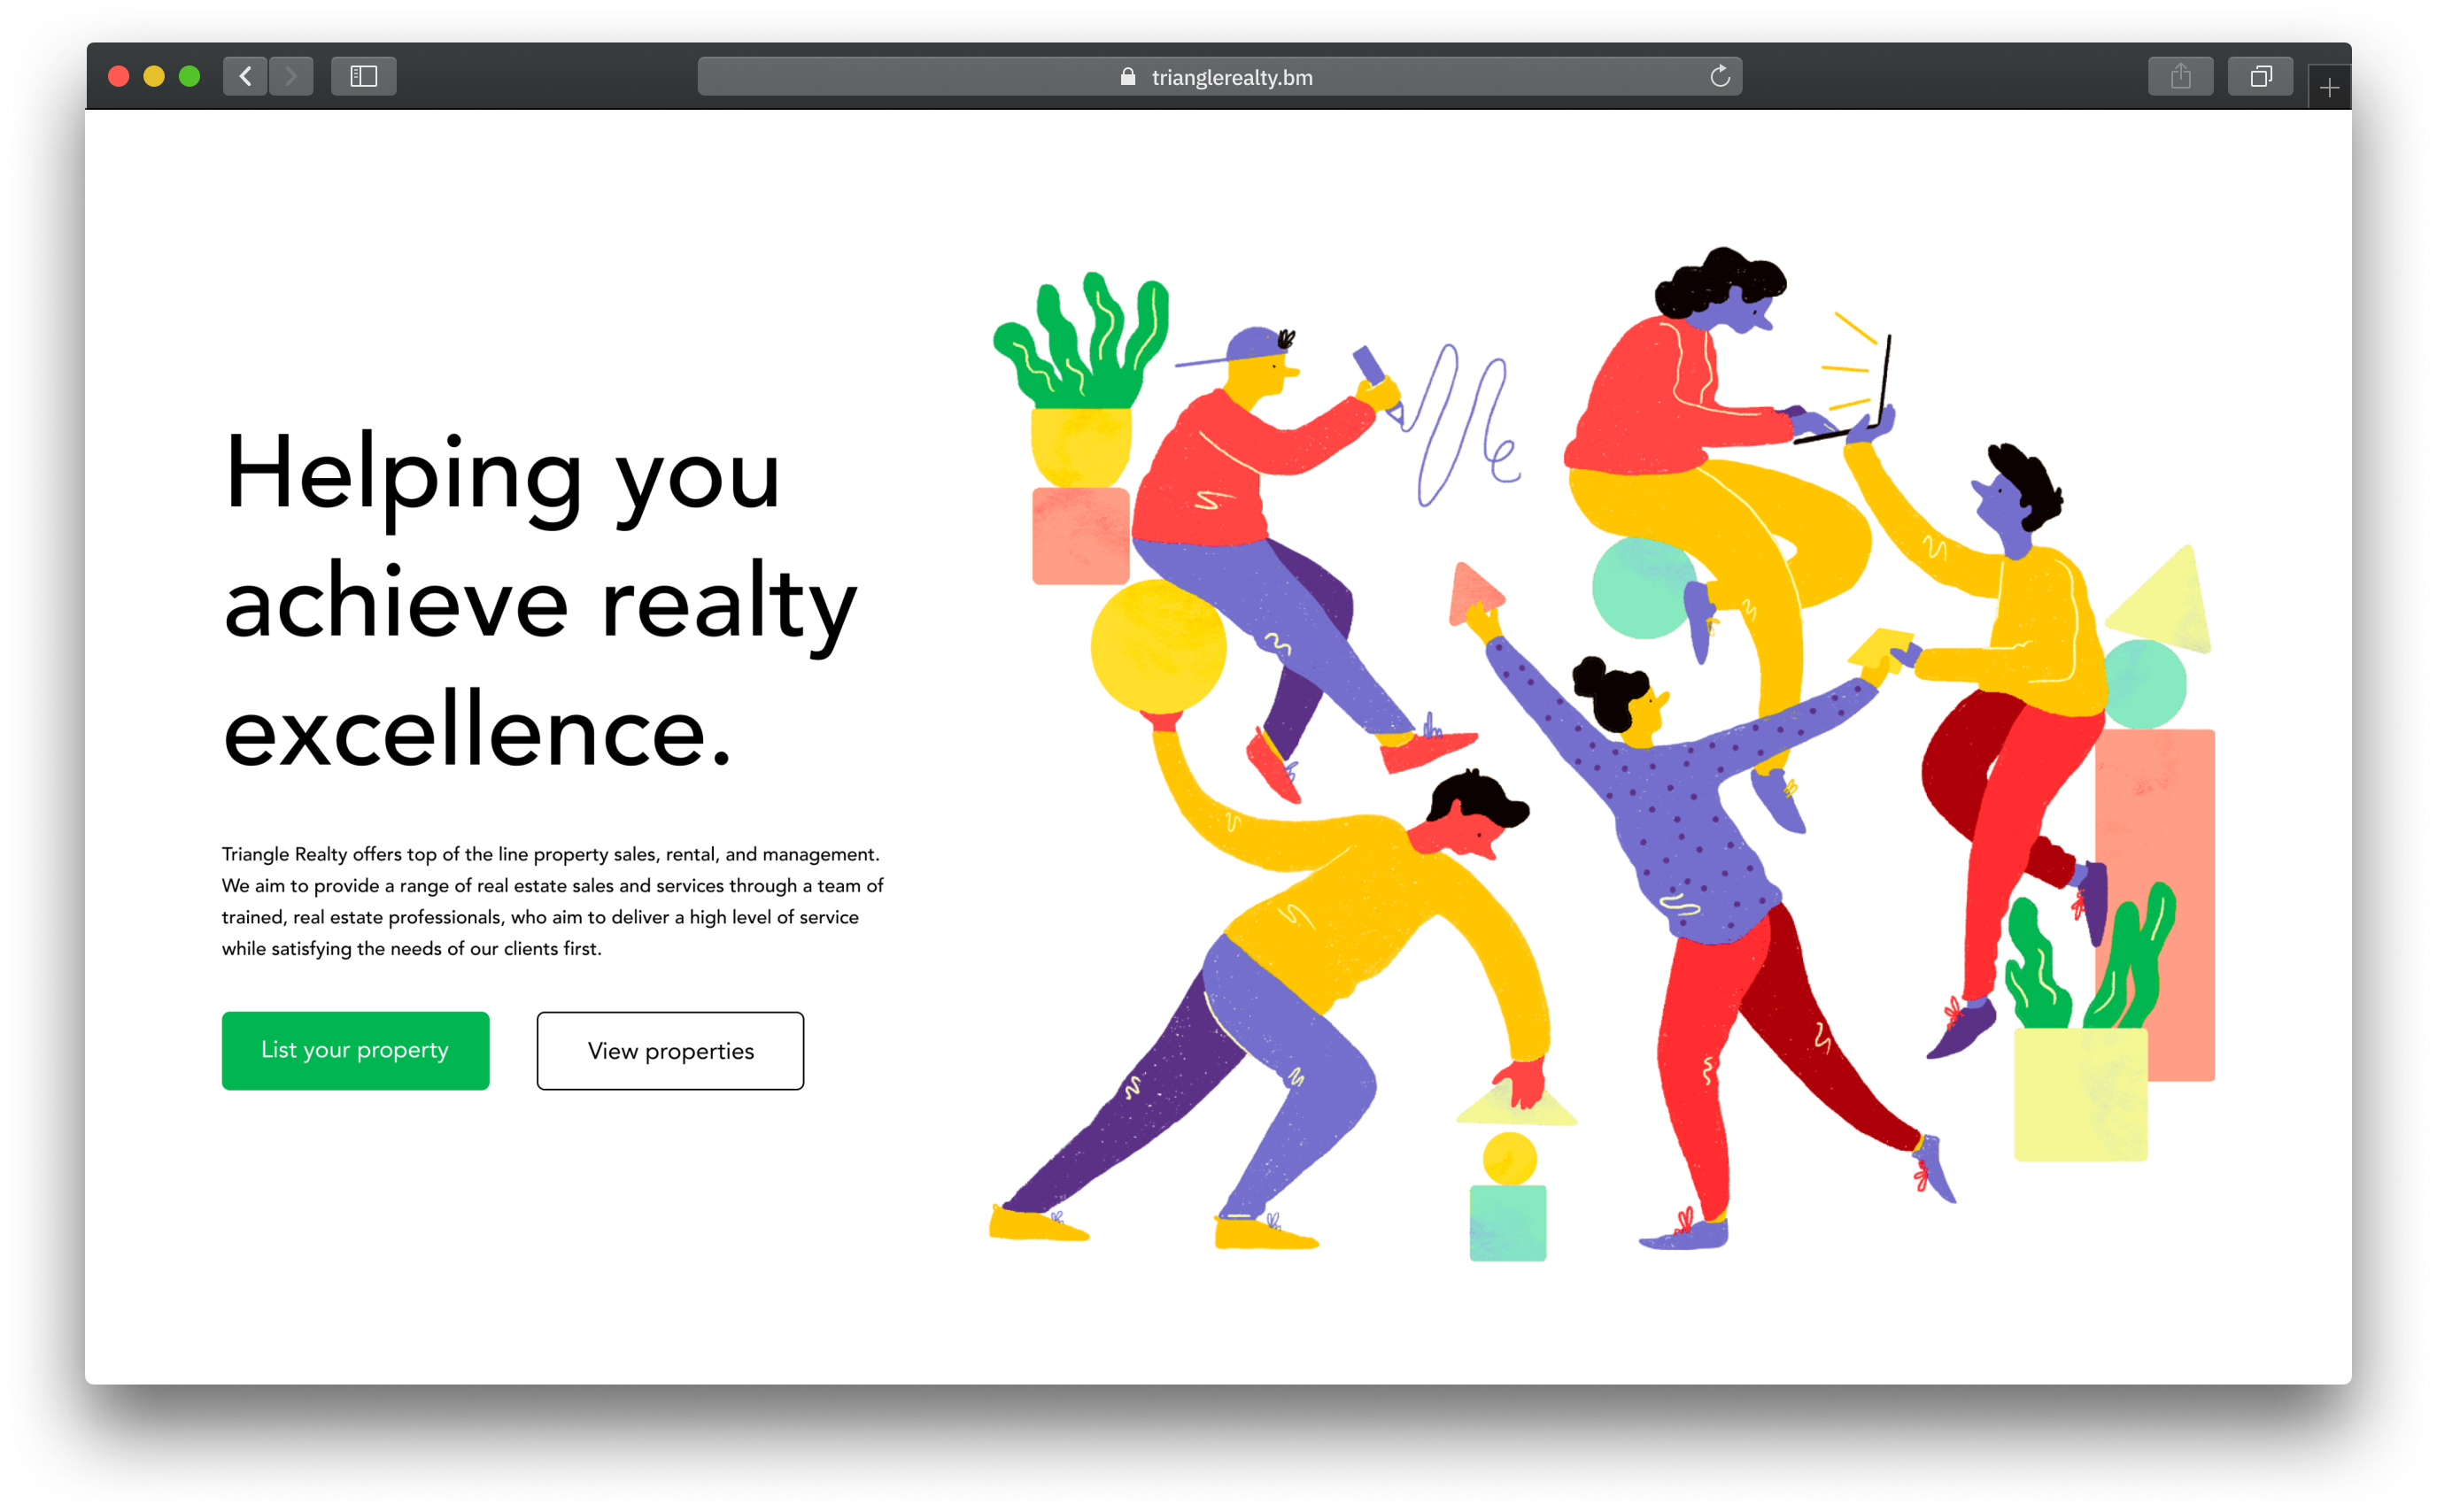 trianglerealty.bm
Helping you
achieve realty
excellence.
Triangle Realty offers top of the line property sales, rental, and management.
We aim to provide a range of real estate sales and services through a team of
trained, real estate professionals, who aim to deliver a high level of service
while satisfying the needs of our clients first.
List your property
View properties